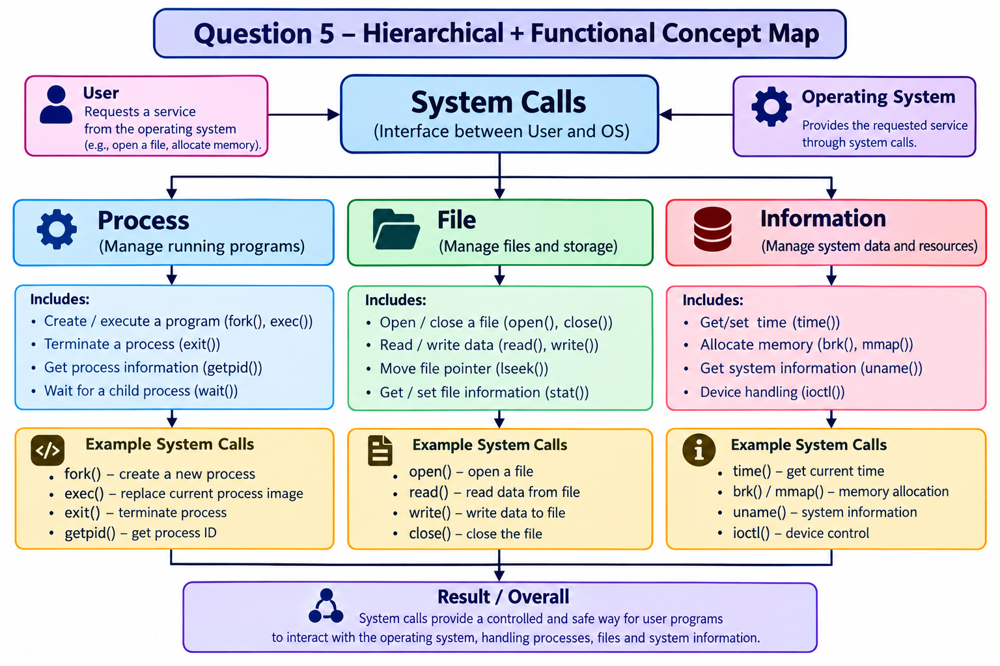 Question 5 – Hierarchical + Functional Concept Map
User
Requests a service
from the operating system
(e.g., open a file, allocate memory).
System Calls
(Interface between User and OS)
Operating System
Provides the requested service
through system calls.
Process
(Manage running programs)
File
(Manage files and storage)
Information
(Manage system data and resources)
Includes:
• Create / execute a program (fork(), exec())
• Terminate a process (exit())
• Get process information (getpid())
• Wait for a child process (wait())
Includes:
• Open / close a file (open(), close())
• Read / write data (read(), write())
• Move file pointer (lseek())
• Get / set file information (stat())
Includes:
• Get/set time (time())
• Allocate memory (brk(), mmap())
• Get system information (uname())
• Device handling (ioctl())
</> Example System Calls
• fork() – create a new process
• exec() – replace current process image
• exit() – terminate process
• getpid() – get process ID
Example System Calls
• open() – open a file
• read() – read data from file
• write() – write data to file
• close() – close the file
i Example System Calls
• time() – get current time
• brk() / mmap() – memory allocation
• uname() – system information
• ioctl() – device control
Result / Overall
System calls provide a controlled and safe way for user programs
to interact with the operating system, handling processes, files and system information.